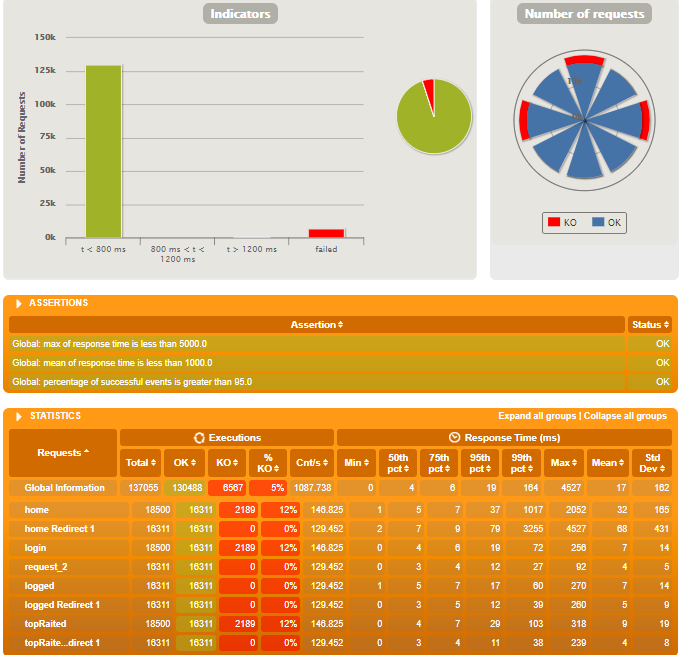 Indicators
Number of requests
150k
125k
100k
75k
50k
25k
0k
Number of Requests
t < 800 ms
800 ms < t < 1200 ms
t > 1200 ms
failed
KO OK
ASSERTIONS
Assertion Status
Global: max of response time is less than 5000.0 OK
Global: mean of response time is less than 1000.0 OK
Global: percentage of successful events is greater than 95.0 OK
STATISTICS Expand all groups | Collapse all groups
Requests Executions Response Time (ms)
Total OK KO % KO Cnt/s Min 50th pct 75th pct 95th pct 99th pct Max Mean Std Dev
Global Information 137055 130488 6567 5% 1087.738 0 4 6 19 164 4527 17 162
home 18500 16311 2189 12% 146.825 1 5 7 37 1017 2052 32 165
home Redirect 1 16311 16311 0 0% 129.452 2 7 9 79 3255 4527 68 431
login 18500 16311 2189 12% 146.825 0 4 6 19 72 256 7 14
request_2 16311 16311 0 0% 129.452 0 3 4 12 27 92 4 5
logged 16311 16311 0 0% 129.452 1 5 7 17 60 270 7 14
logged Redirect 1 16311 16311 0 0% 129.452 0 3 5 12 39 260 5 9
topRaited 18500 16311 2189 12% 146.825 0 4 7 29 103 318 9 19
topRaite...direct 1 16311 16311 0 0% 129.452 0 3 4 11 38 239 4 8